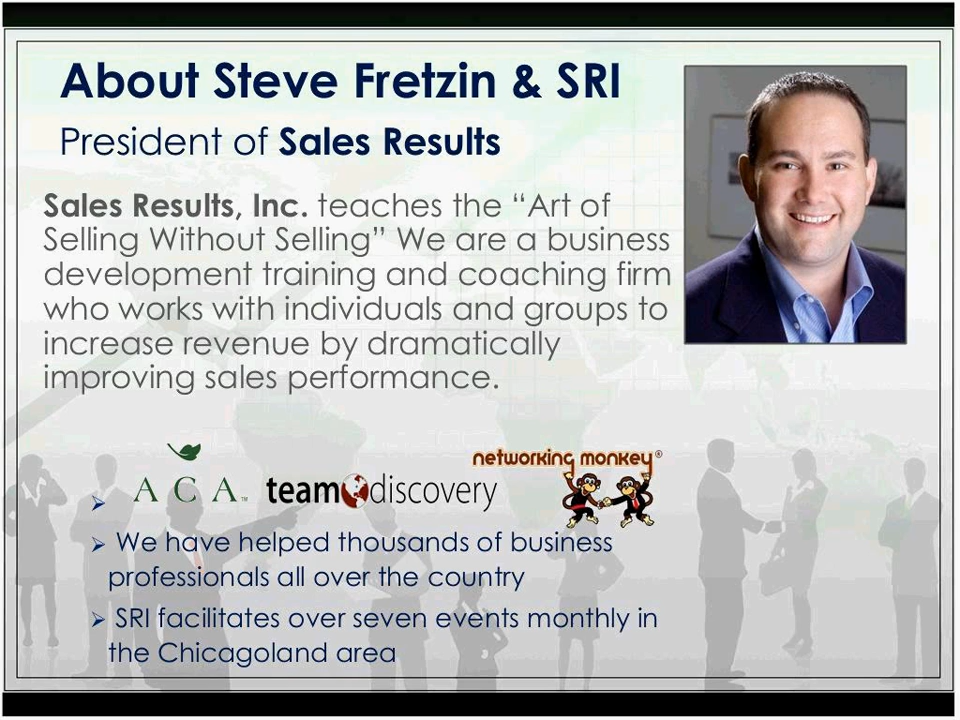 About Steve Fretzin & SRI
President of Sales Results
Sales Results, Inc. teaches the “Art of
Selling Without Selling” We are a business
development training and coaching firm
who works with individuals and groups to
increase revenue by dramatically
improving sales performance.
ACA™
team discovery
networking monkey®
We have helped thousands of business
professionals all over the country
SRI facilitates over seven events monthly in
the Chicagoland area